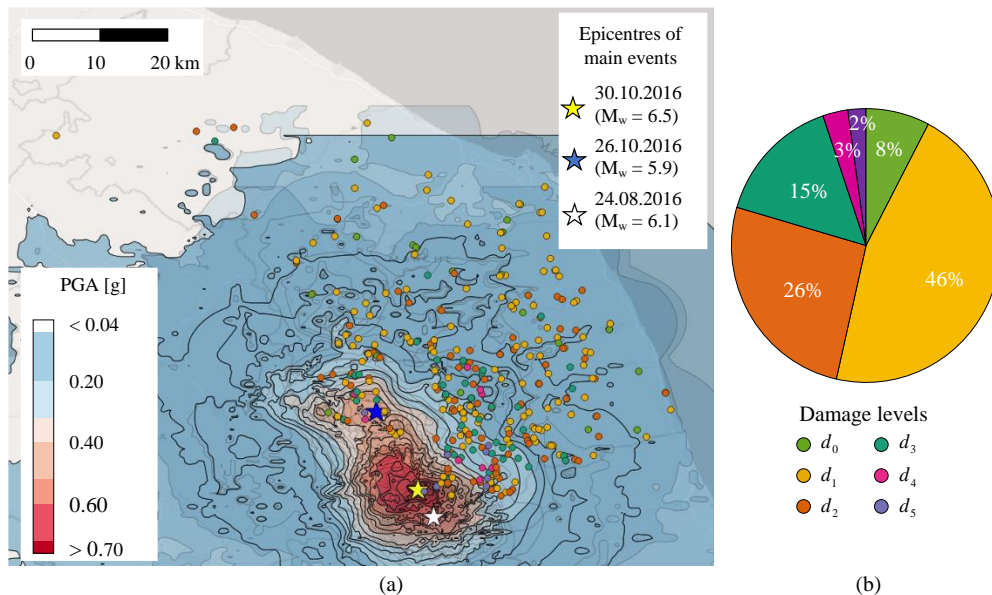 0 10 20 km
Epicentres of
main events
30.10.2016
(Mw = 6.5)
26.10.2016
(Mw = 5.9)
24.08.2016
(Mw = 6.1)
PGA [g]
< 0.04
0.20
0.40
0.60
> 0.70
(a)
2%
3%
8%
15%
26%
46%
Damage levels
d0
d3
d1
d4
d2
d5
(b)